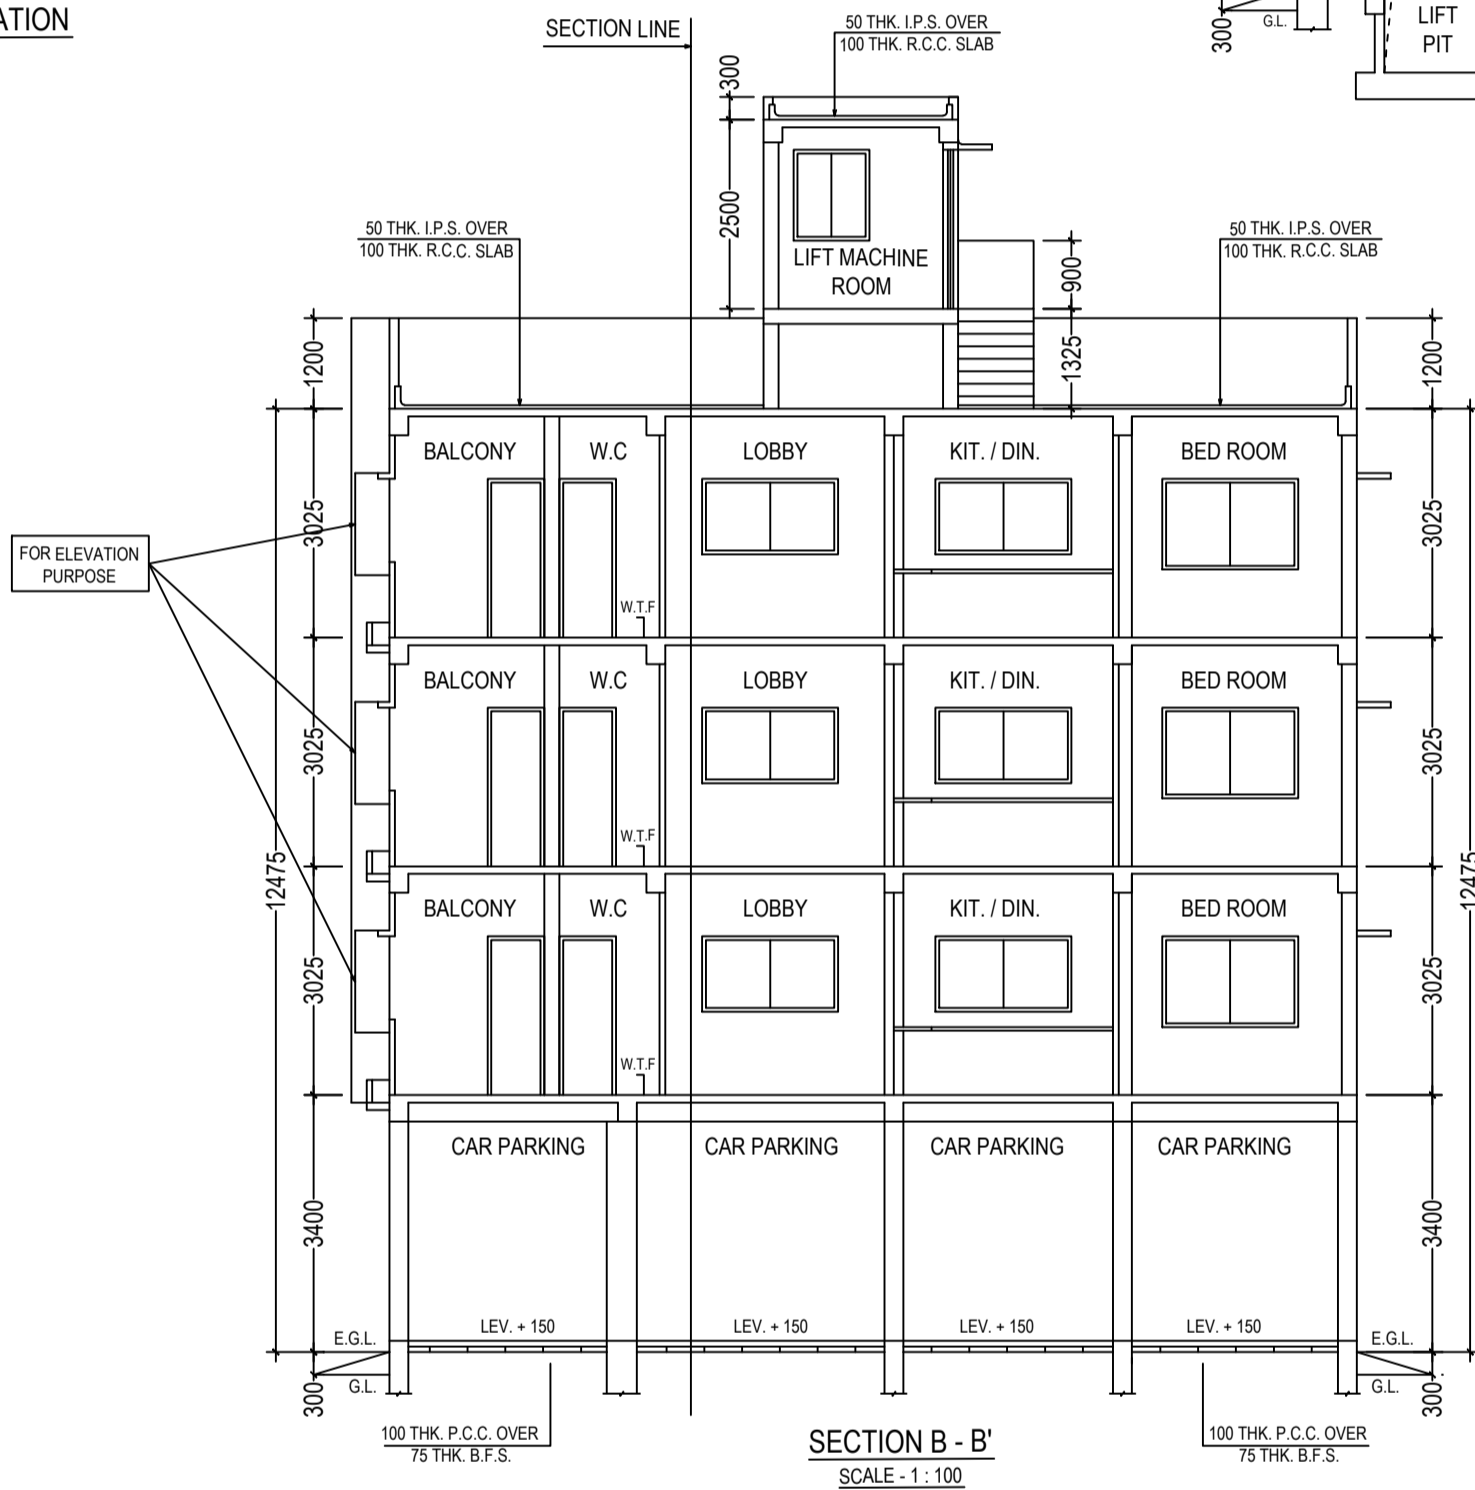 ATION
SECTION LINE
50 THK. I.P.S. OVER
100 THK. R.C.C. SLAB
300
G.L.
LIFT
PIT
300
2500
LIFT MACHINE
ROOM
50 THK. I.P.S. OVER
100 THK. R.C.C. SLAB
50 THK. I.P.S. OVER
100 THK. R.C.C. SLAB
900
1200
1325
1200
BALCONY W.C LOBBY KIT. / DIN. BED ROOM
3025
3025
FOR ELEVATION
PURPOSE
W.T.F
BALCONY W.C LOBBY KIT. / DIN. BED ROOM
3025
3025
W.T.F
12475
12475
BALCONY W.C LOBBY KIT. / DIN. BED ROOM
3025
3025
W.T.F
CAR PARKING CAR PARKING CAR PARKING CAR PARKING
3400
3400
LEV. + 150 LEV. + 150 LEV. + 150 LEV. + 150
E.G.L.
E.G.L.
G.L.
G.L.
300
300
100 THK. P.C.C. OVER
75 THK. B.F.S.
100 THK. P.C.C. OVER
75 THK. B.F.S.
SECTION B - B'
SCALE - 1 : 100